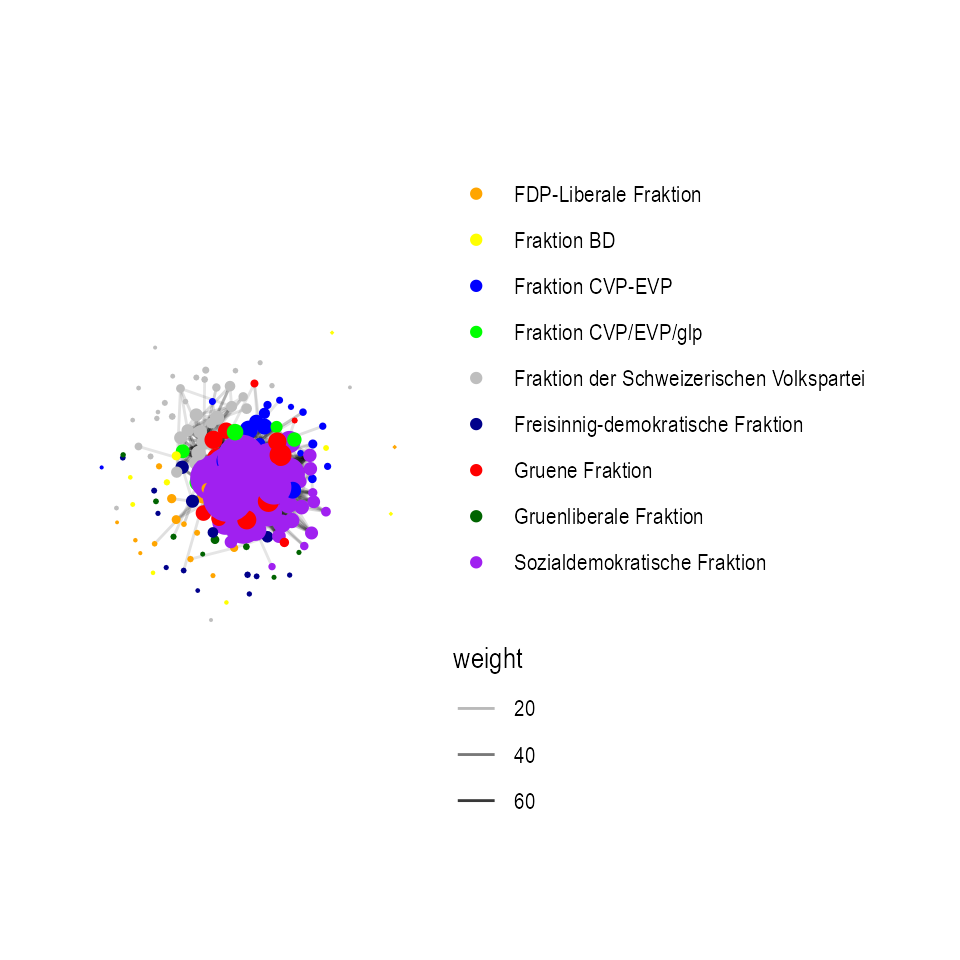 FDP-Liberale Fraktion
Fraktion BD
Fraktion CVP-EVP
Fraktion CVP/EVP/glp
Fraktion der Schweizerischen Volkspartei
Freisinnig-demokratische Fraktion
Gruene Fraktion
Gruenliberale Fraktion
Sozialdemokratische Fraktion
weight
20
40
60